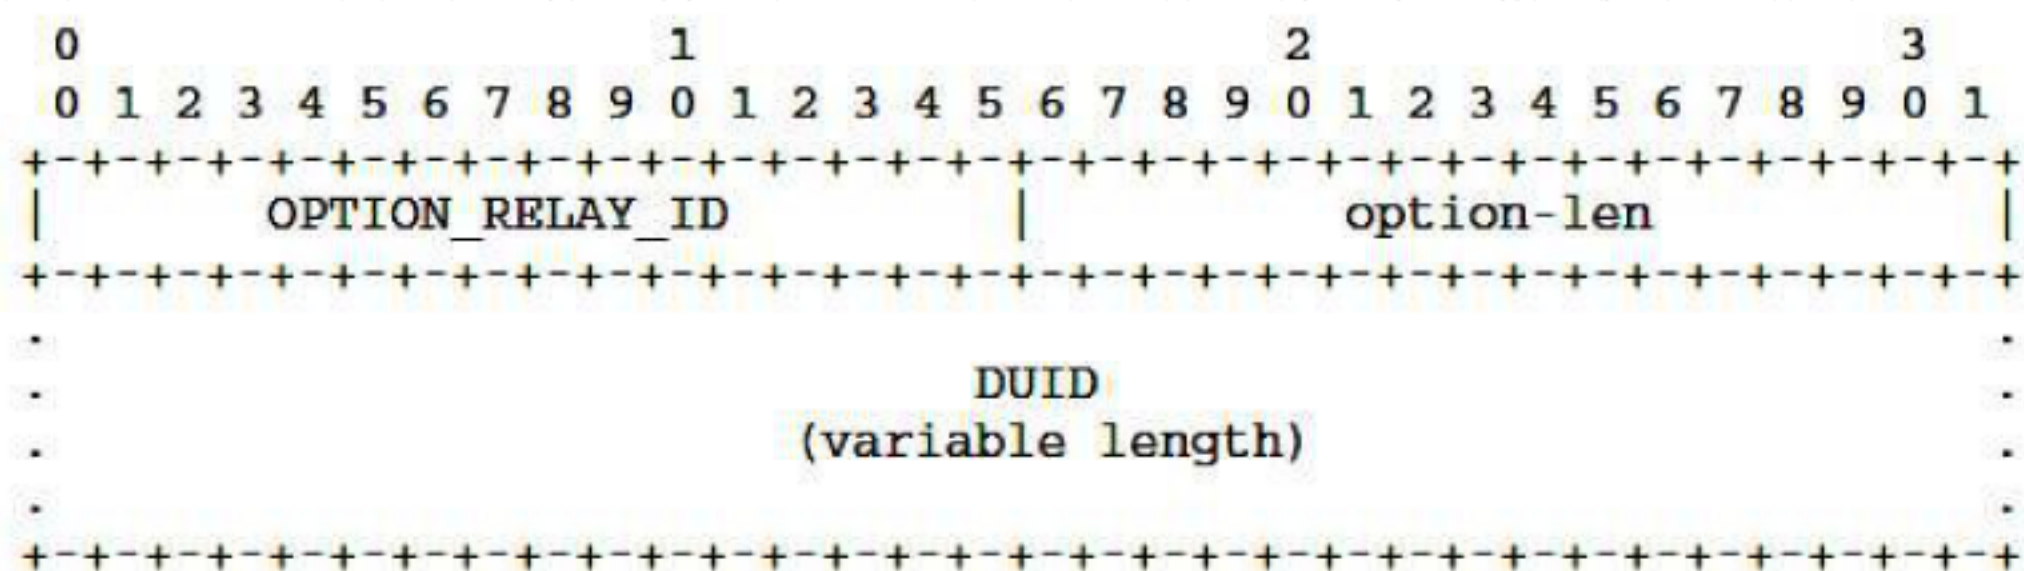 0                   1                   2                   3
0 1 2 3 4 5 6 7 8 9 0 1 2 3 4 5 6 7 8 9 0 1 2 3 4 5 6 7 8 9 0 1
+-+-+-+-+-+-+-+-+-+-+-+-+-+-+-+-+-+-+-+-+-+-+-+-+-+-+-+-+-+-+-+-+
|       OPTION_RELAY_ID         |          option-len           |
+-+-+-+-+-+-+-+-+-+-+-+-+-+-+-+-+-+-+-+-+-+-+-+-+-+-+-+-+-+-+-+-+
.                                                               .
.                              DUID                             .
.                        (variable length)                      .
.                                                               .
+-+-+-+-+-+-+-+-+-+-+-+-+-+-+-+-+-+-+-+-+-+-+-+-+-+-+-+-+-+-+-+-+